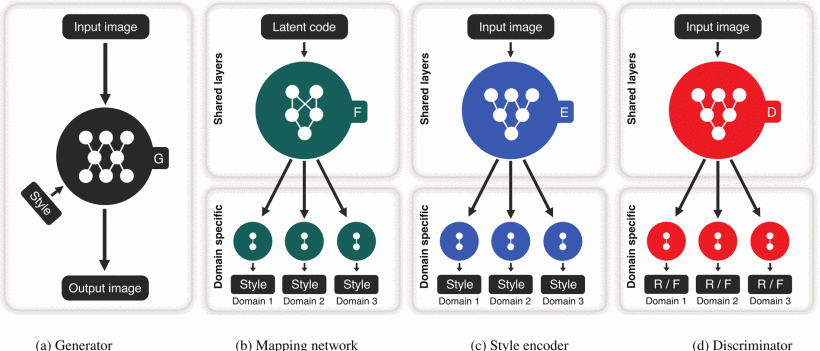 Input image
G
Style
Output image
(a) Generator
Shared layers
Latent code
F
Domain specific
Style Style Style
Domain 1 Domain 2 Domain 3
(b) Mapping network
Shared layers
Input image
E
Domain specific
Style Style Style
Domain 1 Domain 2 Domain 3
(c) Style encoder
Shared layers
Input image
D
Domain specific
R / F R / F R / F
Domain 1 Domain 2 Domain 3
(d) Discriminator